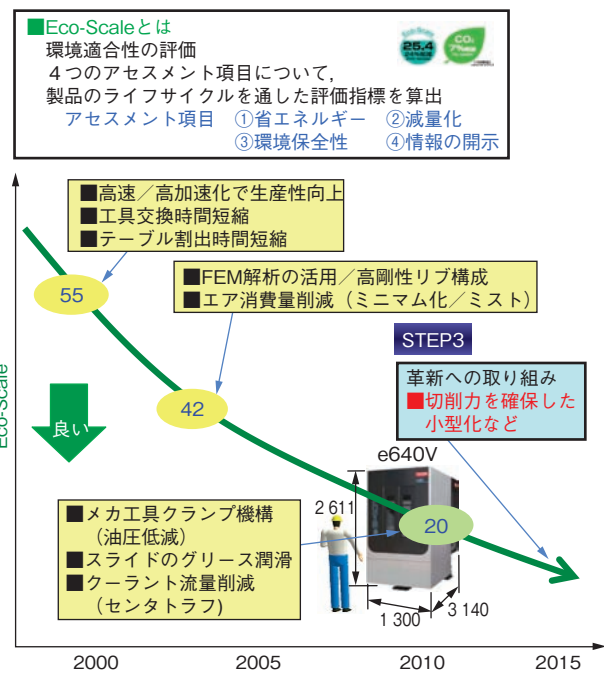 ■Eco-Scaleとは
環境適合性の評価
４つのアセスメント項目について，
製品のライフサイクルを通した評価指標を算出
アセスメント項目　①省エネルギー　②減量化
③環境保全性　④情報の開示
25.4
CO₂
■高速／高加速化で生産性向上
■工具交換時間短縮
■テーブル割出時間短縮
55
■FEM解析の活用／高剛性リブ構成
■エア消費量削減（ミニマム化／ミスト）
42
STEP3
革新への取り組み
■切削力を確保した
小型化など
Eco-Scale
良い
e640V
2 611
20
■メカ工具クランプ機構
（油圧低減）
■スライドのグリース潤滑
■クーラント流量削減
（センタトラフ）
1 300
3 140
2000
2005
2010
2015